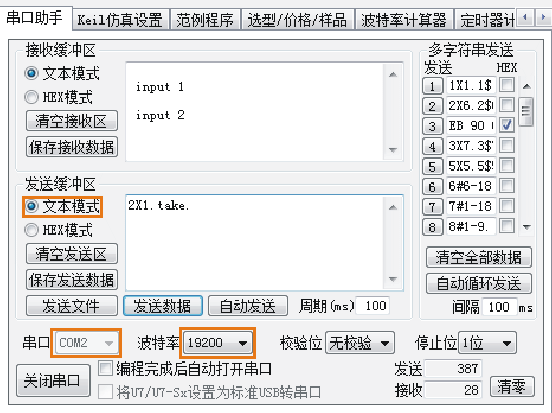 串口助手 Keil仿真设置 范例程序 选型/价格/样品 波特率计算器 定时器计
接收缓冲区
文本模式
HEX模式
清空接收区
保存接收数据
input 1
input 2
多字符串发送
发送 HEX
1 1X1.1$
2 2X6.2$
3 EB 90
4 3X7.3$
5 5X5.5$
6 6#6-18
7 7#1-18
8 8#1-9.
清空全部数据
自动循环发送
间隔 100 ms
发送缓冲区
文本模式
HEX模式
清空发送区
保存发送数据
2X1.take.
发送文件 发送数据 自动发送 周期(ms) 100
串口 COM2 波特率 19200 校验位 无校验 停止位 1位
关闭串口
编程完成后自动打开串口
将U7/U7-Sx设置为标准USB转串口
发送 387
接收 28
清零